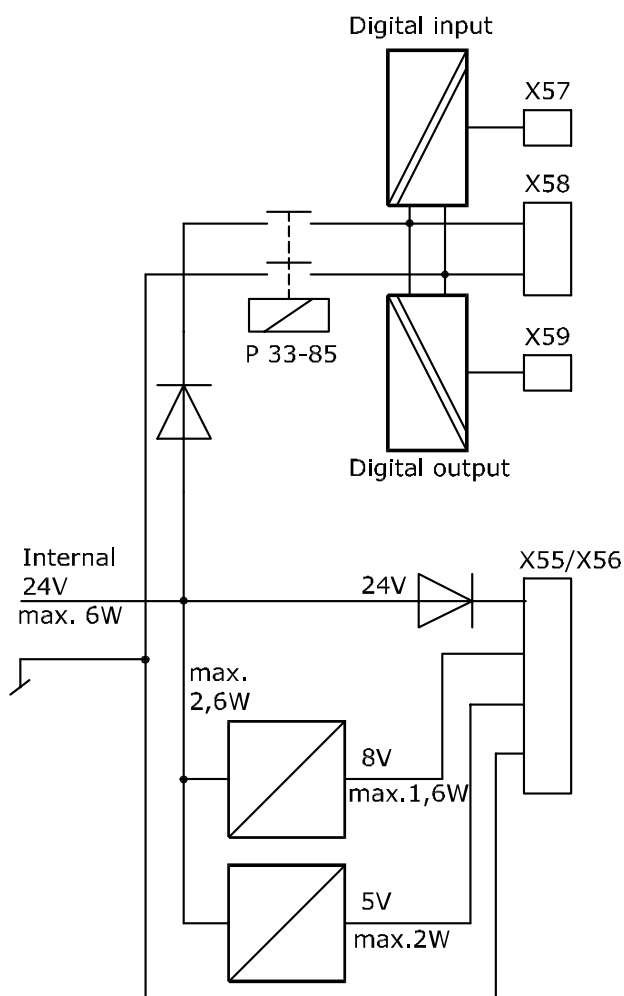 Digital input
X57
X58
P 33-85
X59
Digital output
Internal
24V
max. 6W
24V
X55/X56
max.
2,6W
8V
max.1,6W
5V
max.2W